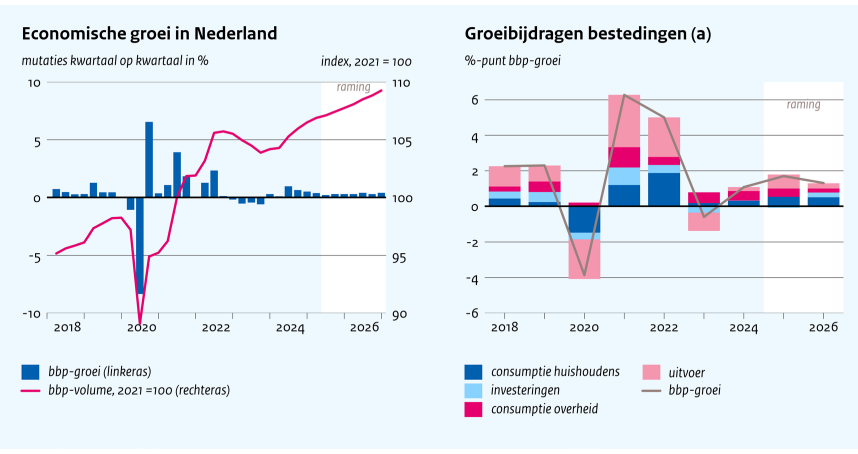 Economische groei in Nederland
mutaties kwartaal op kwartaal in %
index, 2021 = 100
raming
10
5
0
-5
-10
110
105
100
95
90
2018
2020
2022
2024
2026
bbp-groei (linkeras)
bbp-volume, 2021 =100 (rechteras)
Groeibijdragen bestedingen (a)
%-punt bbp-groei
raming
6
4
2
0
-2
-4
-6
2018
2020
2022
2024
2026
consumptie huishoudens
investeringen
consumptie overheid
uitvoer
bbp-groei